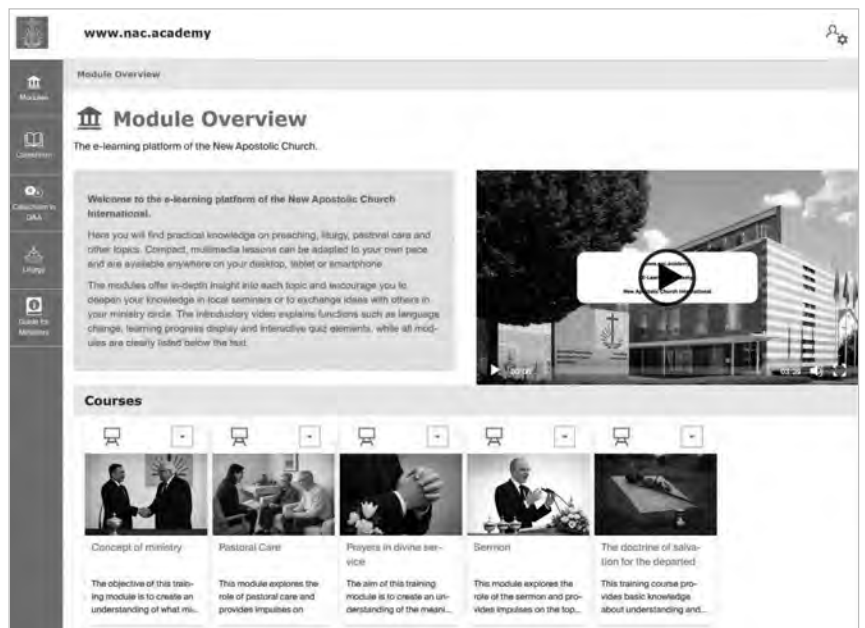 www.nac.academy
Module Overview
Modules
Catechism
Catechism in
Q&A
Liturgy
Guide for
Ministries
Module Overview
The e-learning platform of the New Apostolic Church.
Welcome to the e-learning platform of the New Apostolic Church
International.
Here you will find practical knowledge on preaching, liturgy, pastoral care and
other topics. Compact, multimedia lessons can be adapted to your own pace
and are available anywhere on your desktop, tablet or smartphone.
The modules offer in-depth insight into each topic and encourage you to
deepen your knowledge in local seminars or to exchange ideas with others in
your ministry circle. The introductory video explains functions such as language
change, learning progress display and interactive quiz elements, while all mod-
ules are clearly listed below the text.
New Apostolic Church International
00:00
03:26
Courses
Concept of ministry
The objective of this train-
ing module is to create an
understanding of what mi...
Pastoral Care
This module explores the
role of pastoral care and
provides impulses on
Prayers in divine ser-
vice
The aim of this training
module is to create an un-
derstanding of the meani...
Sermon
This module explores the
role of the sermon and pro-
vides impulses on the top...
The doctrine of salva-
tion for the departed
This training course pro-
vides basic knowledge
about understanding and...